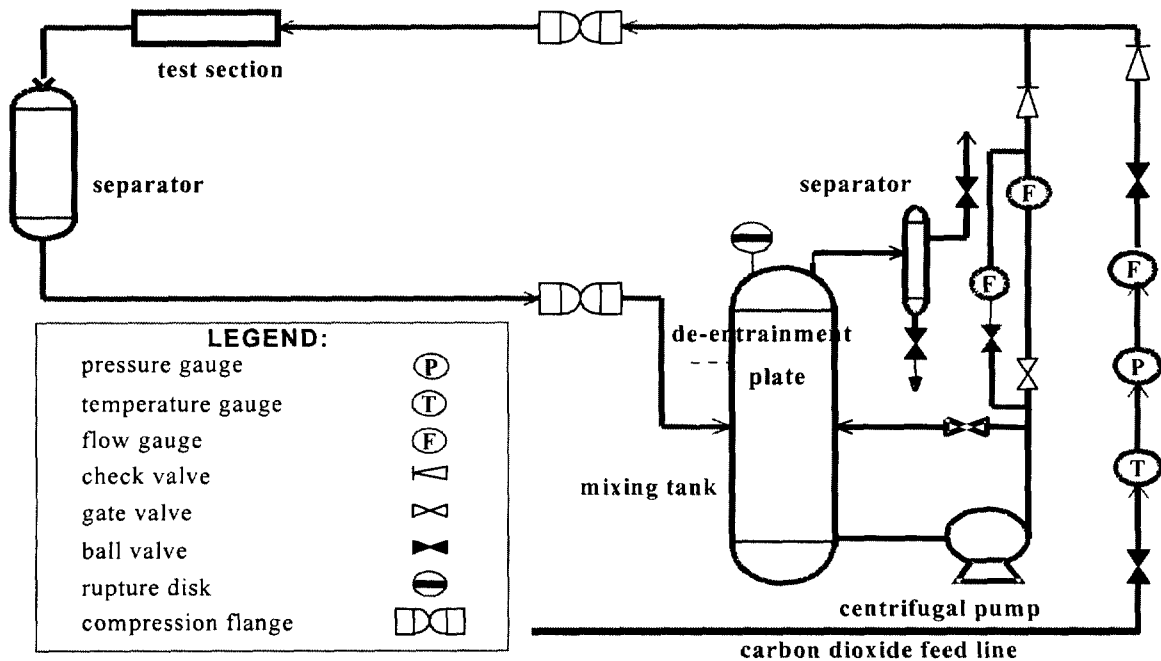 test section
separator
separator
F
F
F
P
T
de-entrainment
plate
mixing tank
centrifugal pump
carbon dioxide feed line
LEGEND:
pressure gauge P
temperature gauge T
flow gauge F
check valve
gate valve
ball valve
rupture disk
compression flange